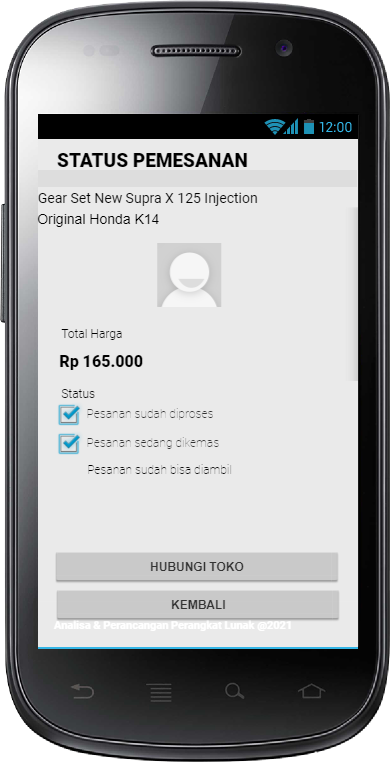 12:00
STATUS PEMESANAN
Gear Set New Supra X 125 Injection
Original Honda K14
Total Harga
Rp 165.000
Status
Pesanan sudah diproses
Pesanan sedang dikemas
Pesanan sudah bisa diambil
HUBUNGI TOKO
KEMBALI
Analisa & Perancangan Perangkat Lunak @2021